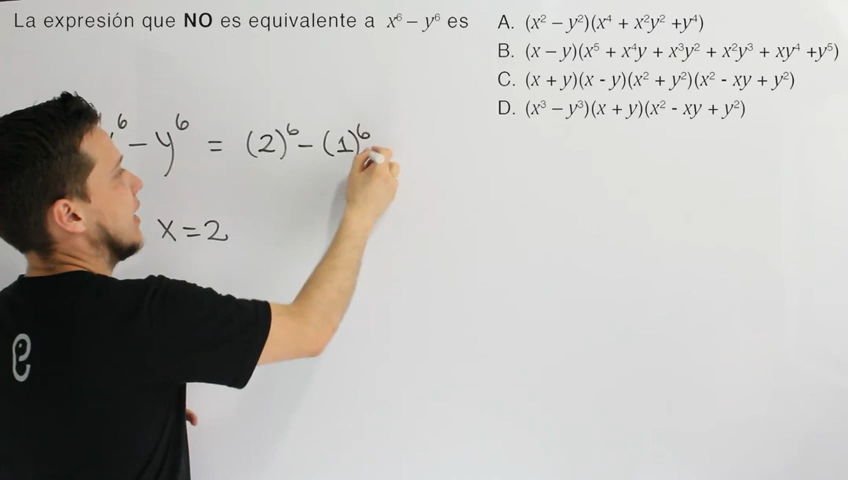 La expresión que NO es equivalente a x⁶ – y⁶ es
A. (x² – y²)(x⁴ + x²y² +y⁴)
B. (x – y)(x⁵ + x⁴y + x³y² + x²y³ + xy⁴ +y⁵)
C. (x + y)(x - y)(x² + y²)(x² - xy + y²)
D. (x³ – y³)(x + y)(x² - xy + y²)
⁶ – y⁶ = (2)⁶ – (1)⁶
x = 2
e